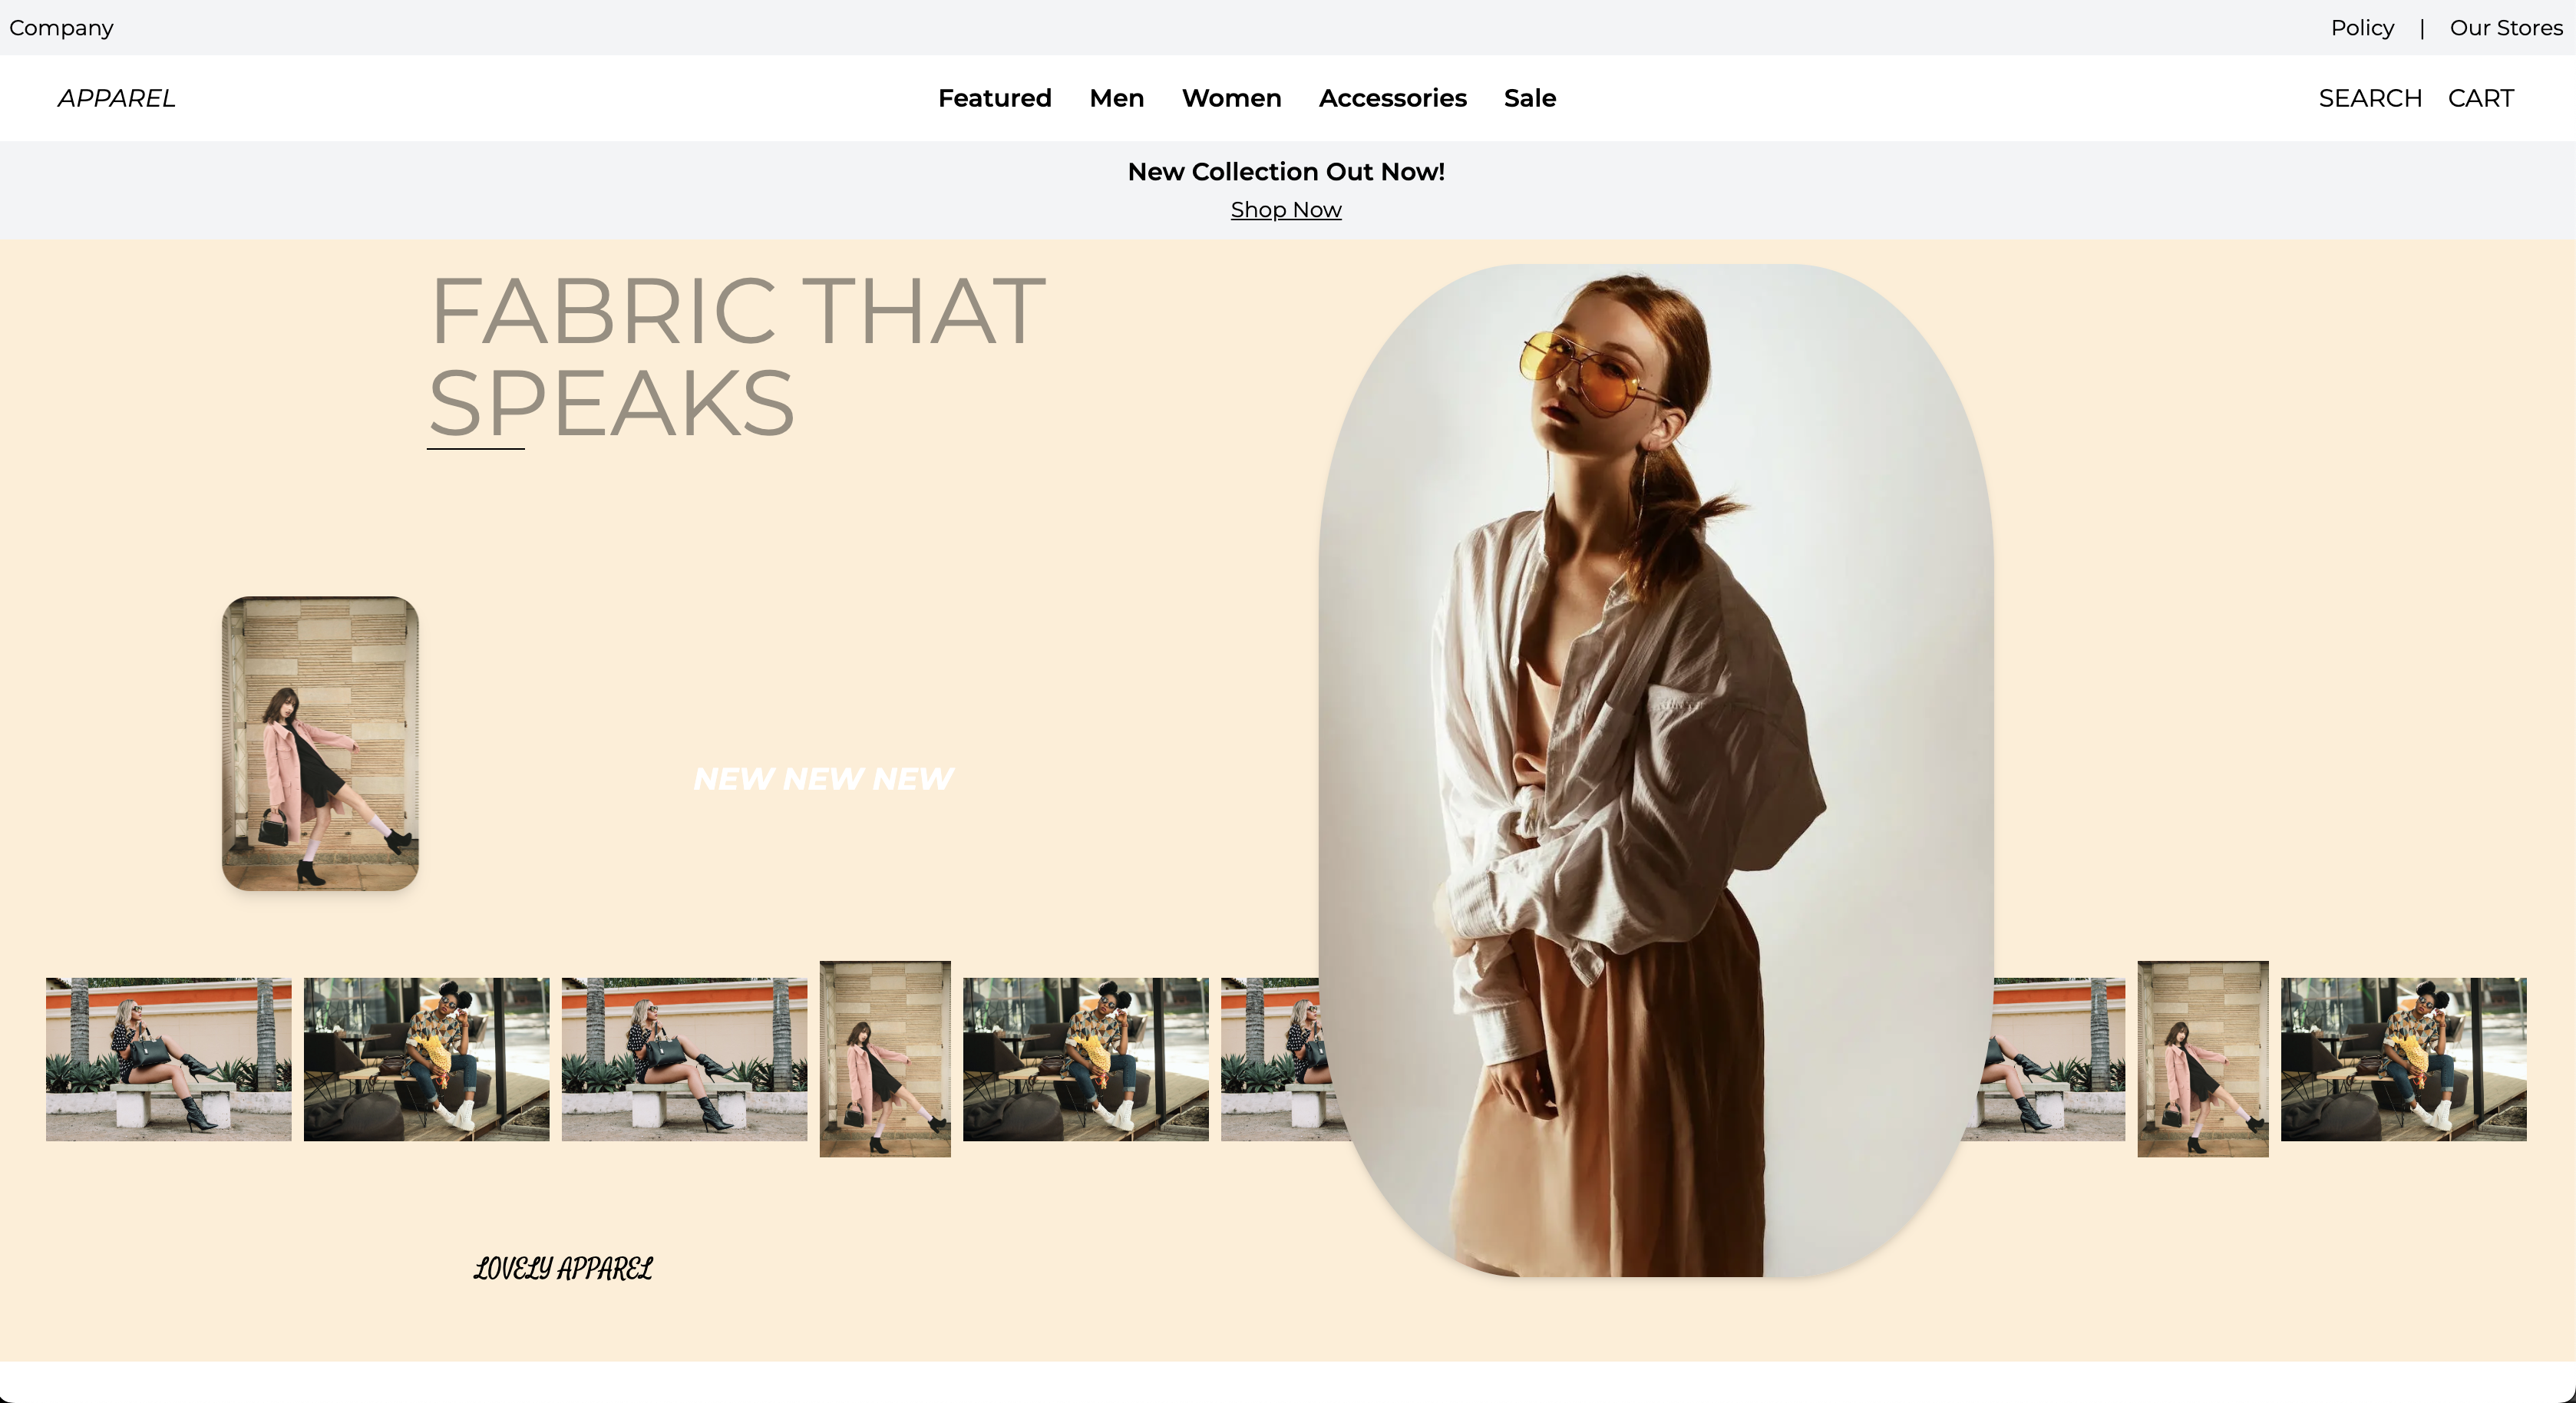 Company
Policy | Our Stores
APPAREL
Featured Men Women Accessories Sale
SEARCH CART
New Collection Out Now!
Shop Now
FABRIC THAT
SPEAKS
NEW NEW NEW
LOVELY APPAREL